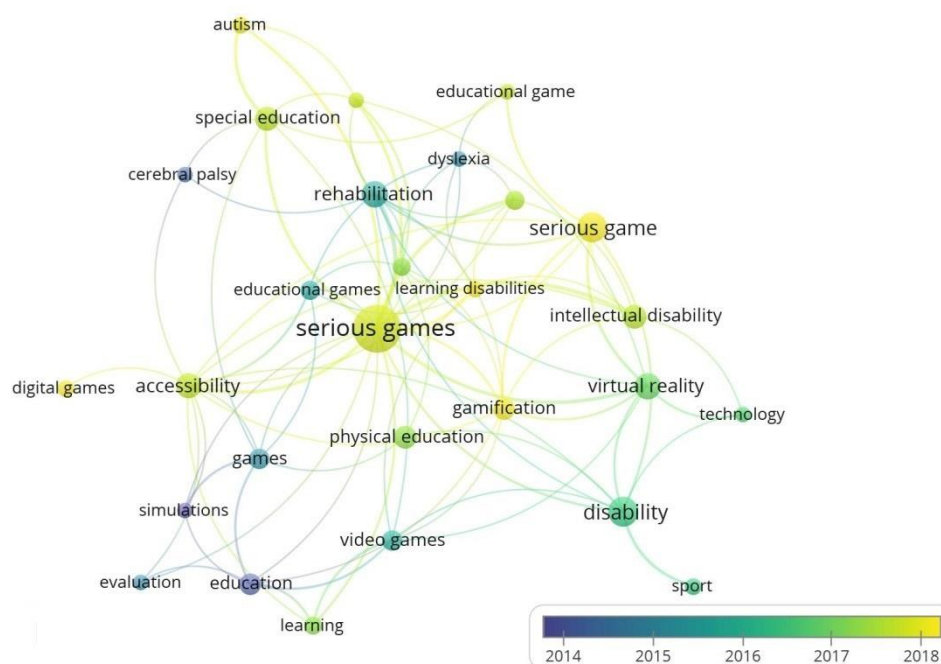 autism
educational game
special education
dyslexia
cerebral palsy
rehabilitation
serious game
educational games
learning disabilities
intellectual disability
serious games
digital games
accessibility
virtual reality
gamification
technology
physical education
games
simulations
disability
video games
evaluation
education
sport
learning
2014 2015 2016 2017 2018